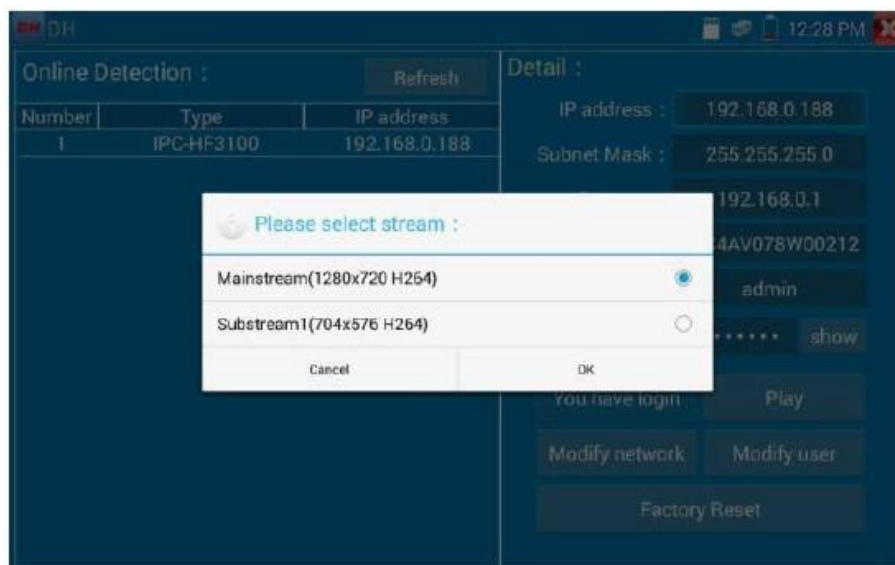 DH DH
12:28 PM
Online Detection :
Refresh
Number Type IP address
1 IPC-HF3100 192.168.0.188
Detail :
IP address : 192.168.0.188
Subnet Mask : 255.255.255.0
192.168.0.1
4AV078W00212
admin
•••••• show
You have login Play
Modify network Modify user
Factory Reset
Please select stream :
Mainstream(1280x720 H264)
Substream1(704x576 H264)
Cancel OK